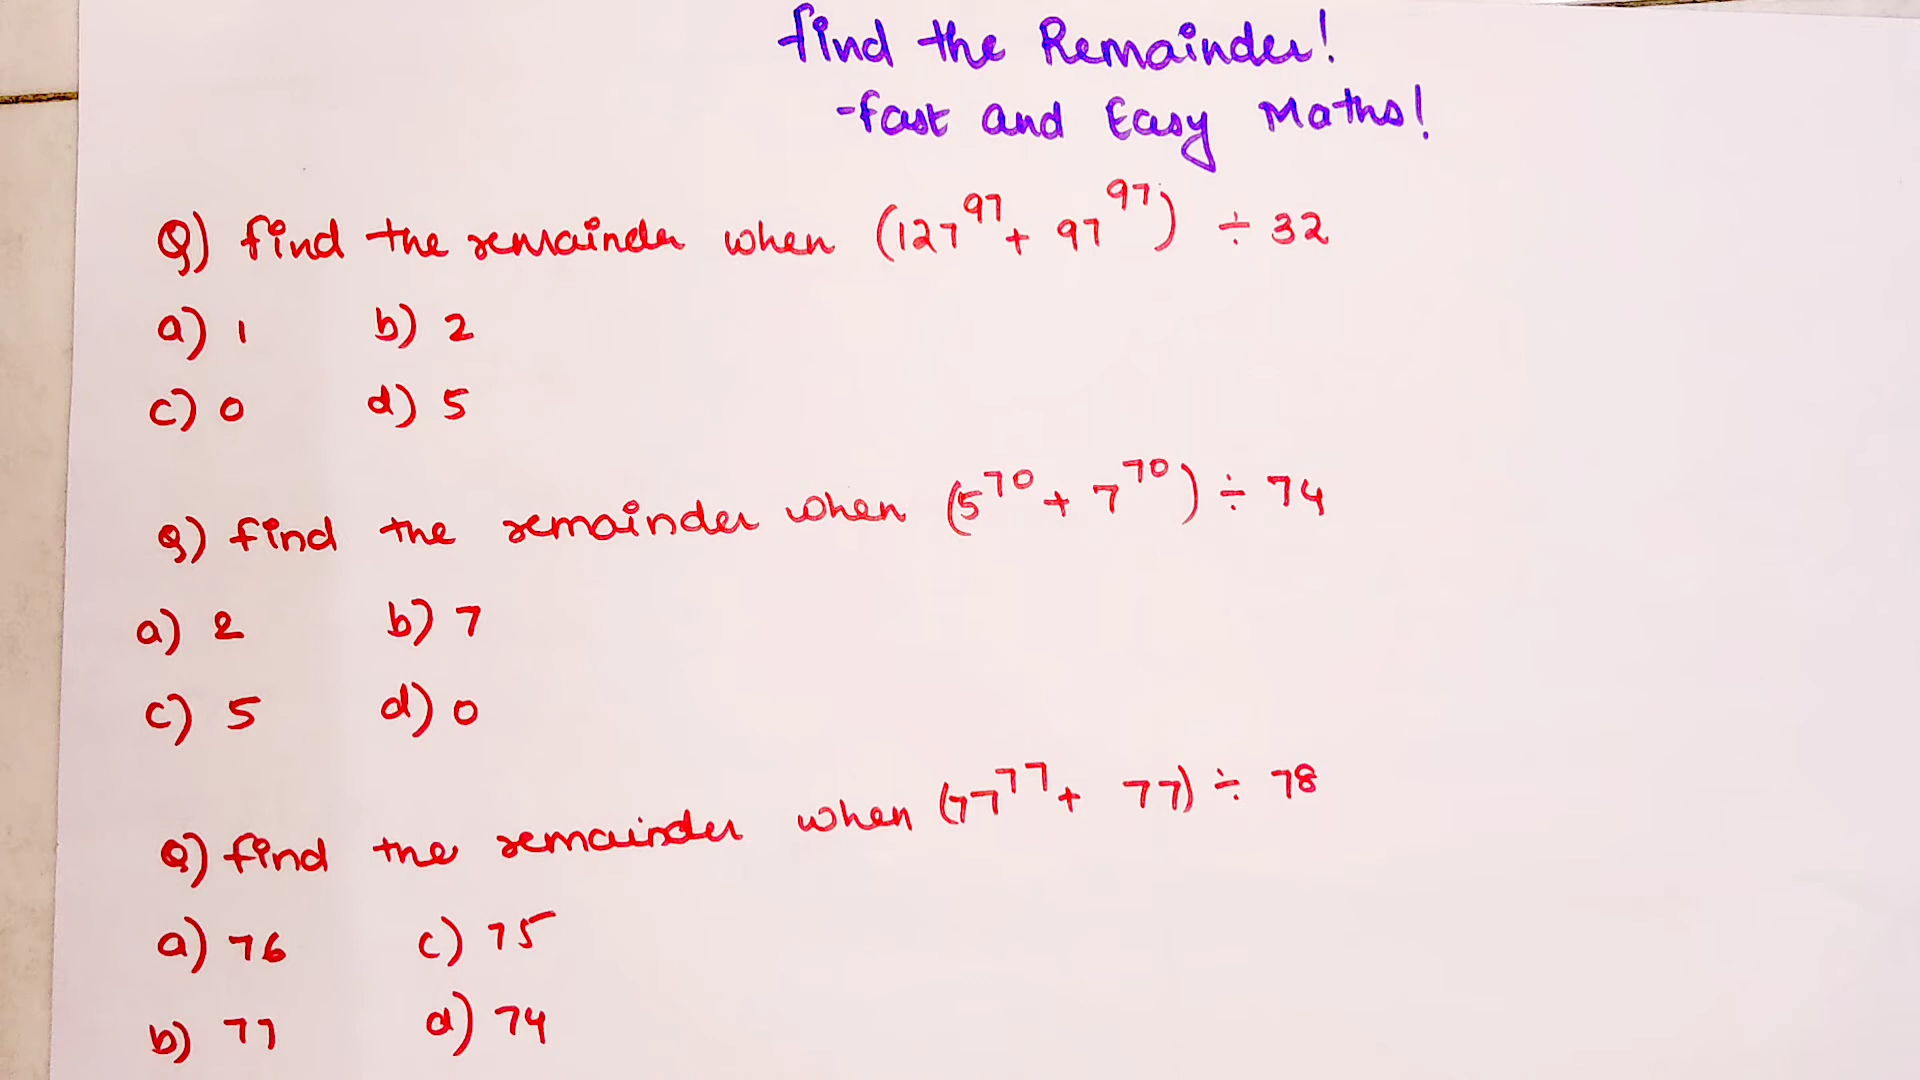 Find the Remainder!
-Fast and Easy Maths!
Q) find the remainder when (127^97 + 97^97) ÷ 32
a) 1 b) 2
c) 0 d) 5
Q) find the remainder when (5^70 + 7^70) ÷ 74
a) 2 b) 7
c) 5 d) 0
Q) find the remainder when (77^77 + 77) ÷ 78
a) 76 c) 75
b) 77 d) 74